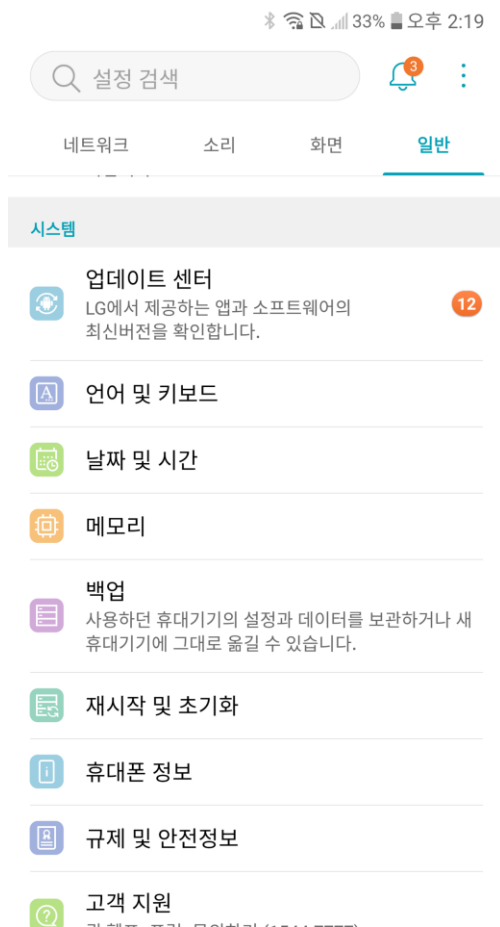 33% 오후 2:19
설정 검색
3
네트워크 소리 화면 일반
시스템
업데이트 센터
LG에서 제공하는 앱과 소프트웨어의
최신버전을 확인합니다.
12
언어 및 키보드
날짜 및 시간
메모리
백업
사용하던 휴대기기의 설정과 데이터를 보관하거나 새
휴대기기에 그대로 옮길 수 있습니다.
재시작 및 초기화
휴대폰 정보
규제 및 안전정보
고객 지원